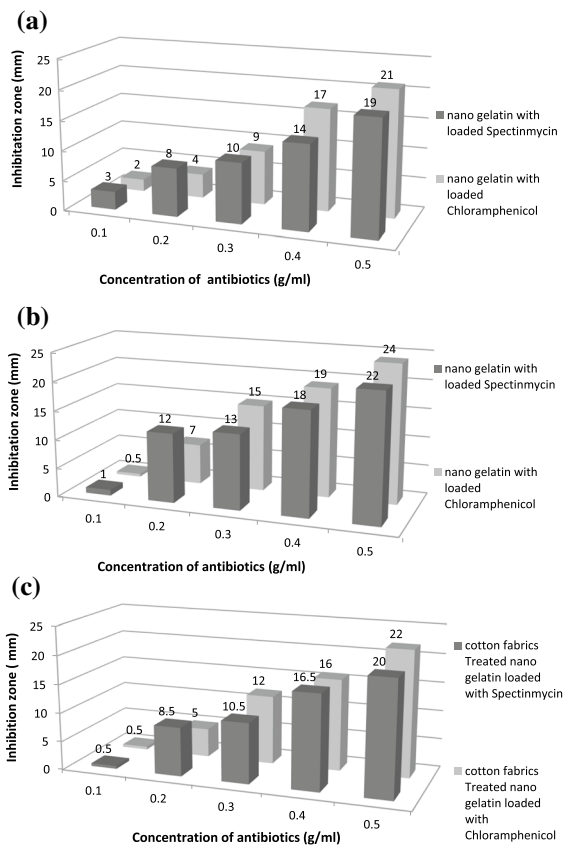 (a)
Inhibitation zone (mm)
25
20
15
10
5
0
3
2
8
4
10
9
14
17
19
21
0.1
0.2
0.3
0.4
0.5
Concentration of antibiotics (g/ml)
nano gelatin with
loaded Spectinmycin
nano gelatin with
loaded
Chloramphenicol
(b)
Inhibitation zone (mm)
25
20
15
10
5
0
1
0.5
12
7
13
15
18
19
22
24
0.1
0.2
0.3
0.4
0.5
Concentration of antibiotics (g/ml)
nano gelatin with
loaded Spectinmycin
nano gelatin with
loaded
Chloramphenicol
(c)
Inhibition zone ( mm)
25
20
15
10
5
0
0.5
0.5
8.5
5
10.5
12
16.5
16
20
22
0.1
0.2
0.3
0.4
0.5
Concentration of antibiotics (g/ml)
cotton fabrics
Treated nano
gelatin loaded
with Spectinmycin
cotton fabrics
Treated nano
gelatin loaded
with
Chloramphenicol